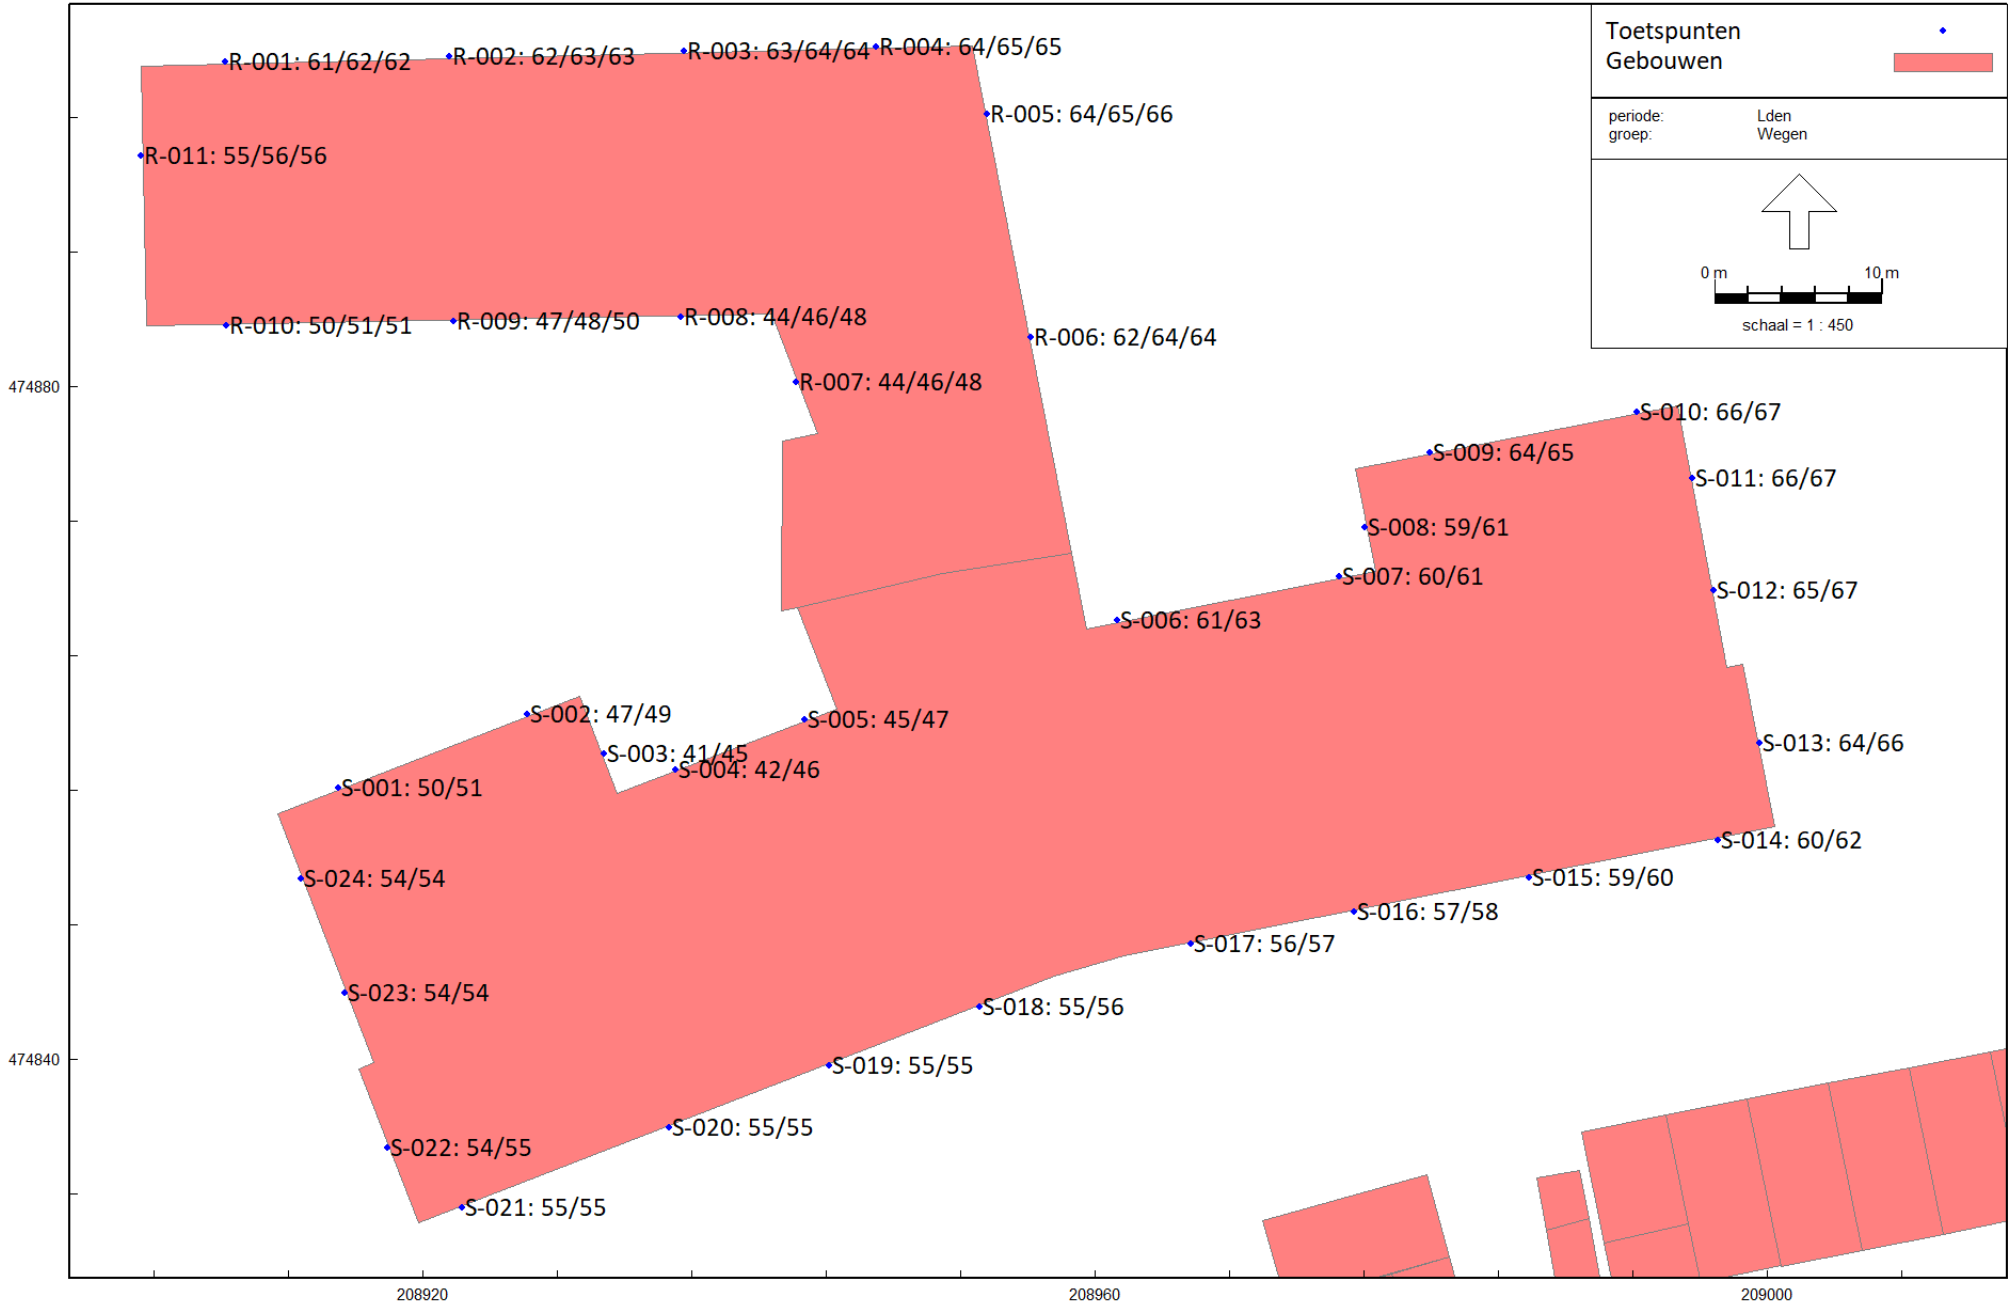 R-001: 61/62/62
R-002: 62/63/63
R-003: 63/64/64
R-004: 64/65/65
Toetspunten
Gebouwen
R-005: 64/65/66
periode: Lden
groep: Wegen
R-011: 55/56/56
0 m 10 m
schaal = 1 : 450
R-010: 50/51/51
R-009: 47/48/50
R-008: 44/46/48
R-006: 62/64/64
474880
R-007: 44/46/48
S-010: 66/67
S-009: 64/65
S-011: 66/67
S-008: 59/61
S-007: 60/61
S-012: 65/67
S-006: 61/63
S-002: 47/49
S-005: 45/47
S-003: 41/45
S-004: 42/46
S-013: 64/66
S-001: 50/51
S-014: 60/62
S-024: 54/54
S-015: 59/60
S-016: 57/58
S-017: 56/57
S-023: 54/54
S-018: 55/56
474840
S-019: 55/55
S-020: 55/55
S-022: 54/55
S-021: 55/55
208920 208960 209000